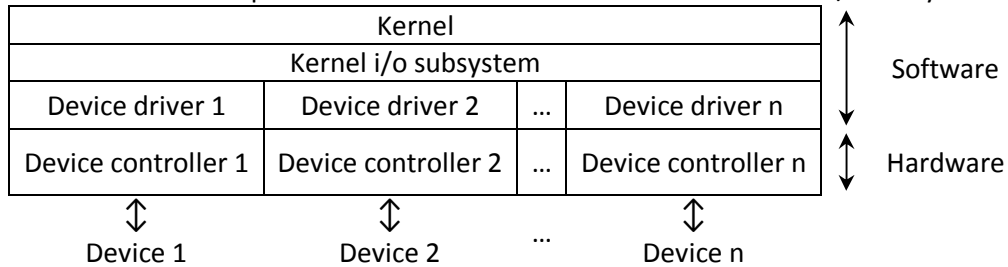 Kernel
Kernel i/o subsystem
Software
Device driver 1 Device driver 2 ... Device driver n
Device controller 1 Device controller 2 ... Device controller n Hardware
Device 1 Device 2 ... Device n